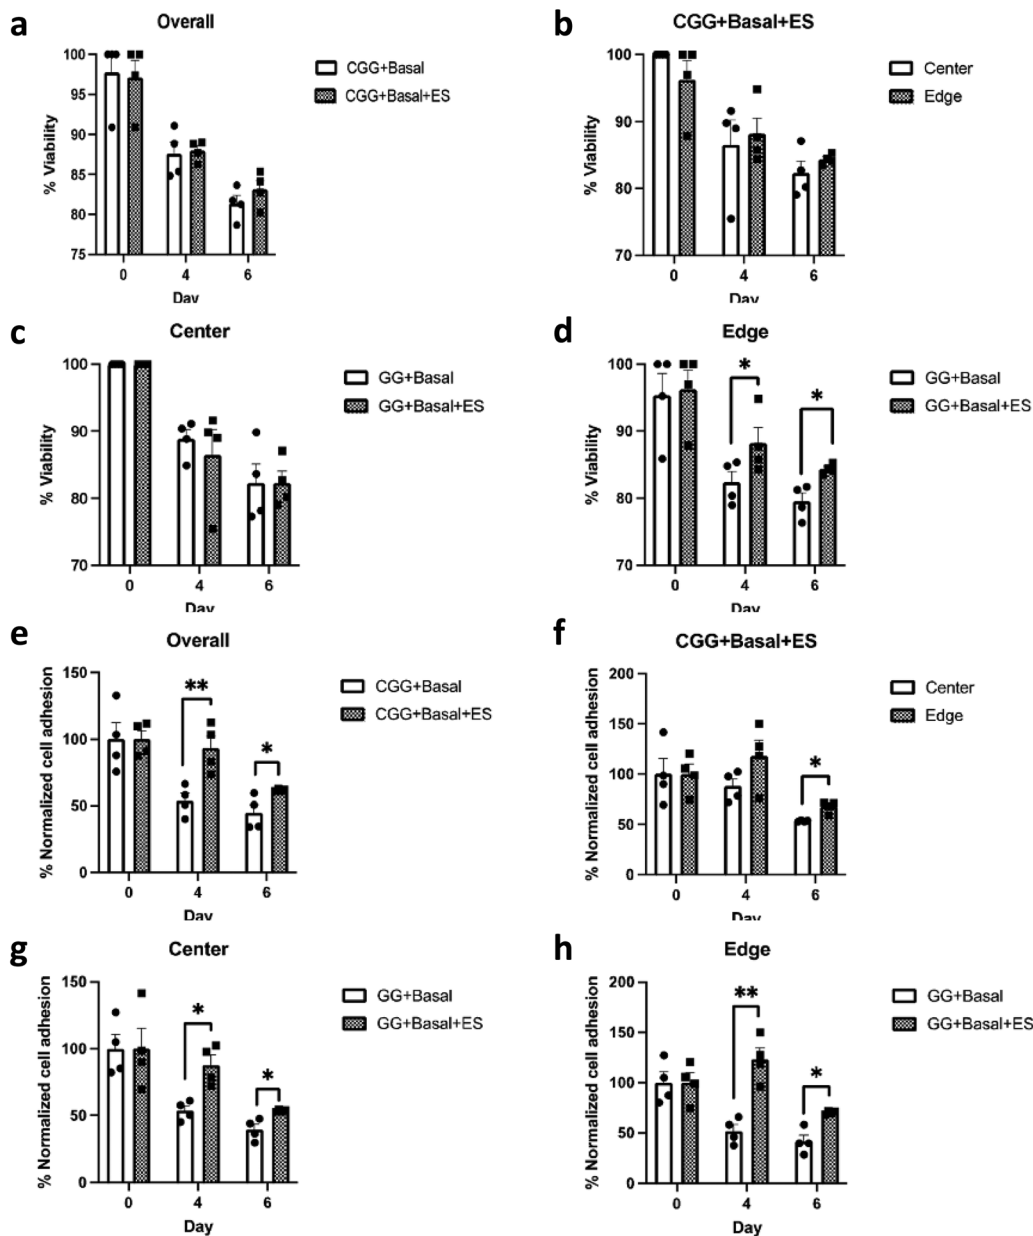 a
Overall
100
95
90
85
80
75
% Viability
0
4
6
Day
CGG+Basal
CGG+Basal+ES
b
CGG+Basal+ES
100
90
80
70
% Viability
0
4
6
Day
Center
Edge
c
Center
100
90
80
70
% Viability
0
4
6
Day
GG+Basal
GG+Basal+ES
d
Edge
100
90
80
70
% Viability
*
*
0
4
6
Day
GG+Basal
GG+Basal+ES
e
Overall
150
100
50
0
% Normalized cell adhesion
**
*
0
4
6
Day
CGG+Basal
CGG+Basal+ES
f
CGG+Basal+ES
200
150
100
50
0
% Normalized cell adhesion
*
0
4
6
Day
Center
Edge
g
Center
150
100
50
0
% Normalized cell adhesion
*
*
0
4
6
Day
GG+Basal
GG+Basal+ES
h
Edge
200
150
100
50
0
% Normalized cell adhesion
**
*
0
4
6
Day
GG+Basal
GG+Basal+ES